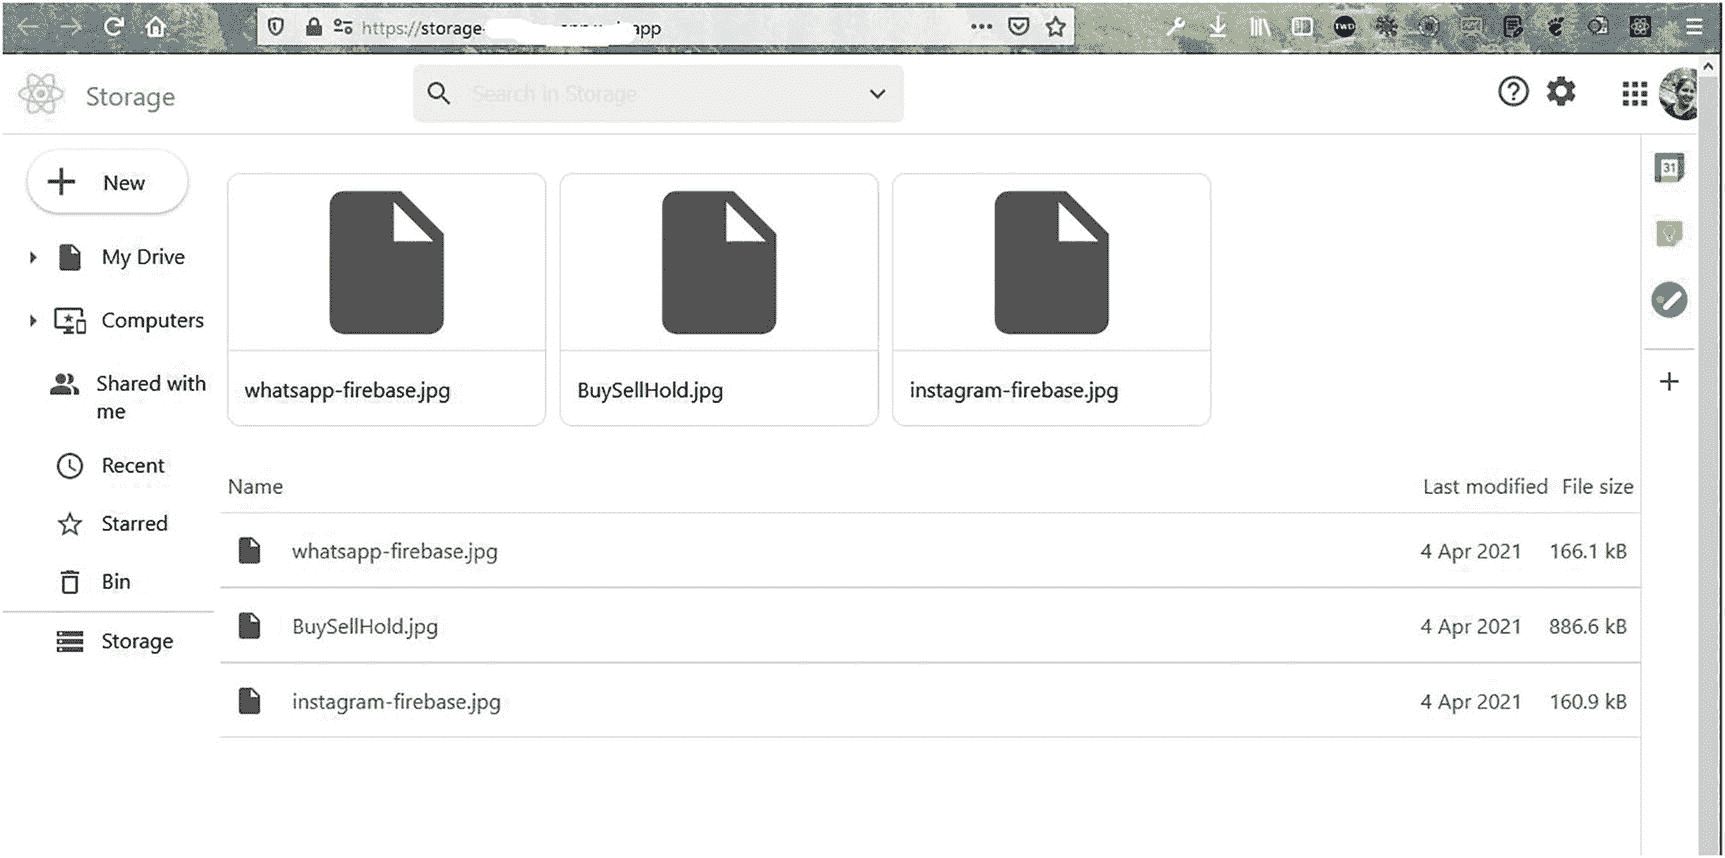 https://storage- app
Storage
Search in Storage
New
My Drive
Computers
Shared with
me
Recent
Starred
Bin
Storage
whatsapp-firebase.jpg
BuySellHold.jpg
instagram-firebase.jpg
Name Last modified File size
whatsapp-firebase.jpg 4 Apr 2021 166.1 kB
BuySellHold.jpg 4 Apr 2021 886.6 kB
instagram-firebase.jpg 4 Apr 2021 160.9 kB
31